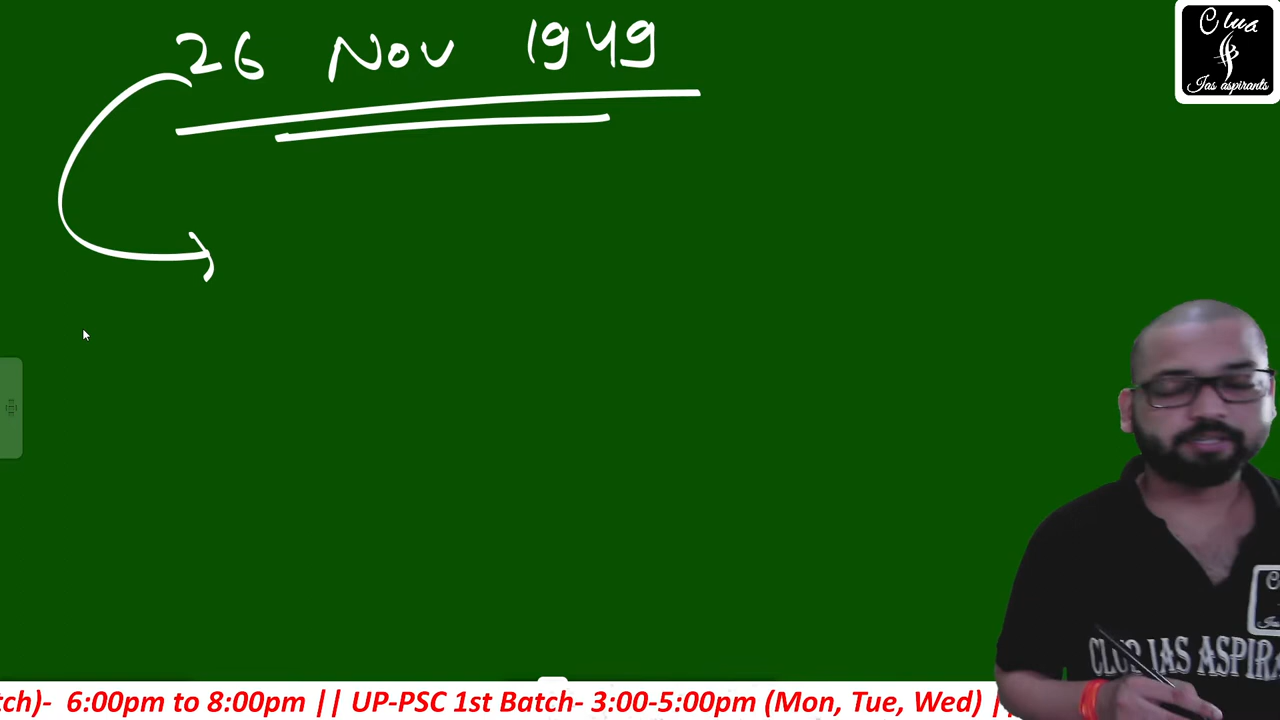 26 Nov 1949
Club
Ias aspirants
C
Ias
CLUB IAS ASPIRA
tch)- 6:00pm to 8:00pm || UP-PSC 1st Batch- 3:00-5:00pm (Mon, Tue, Wed) ||